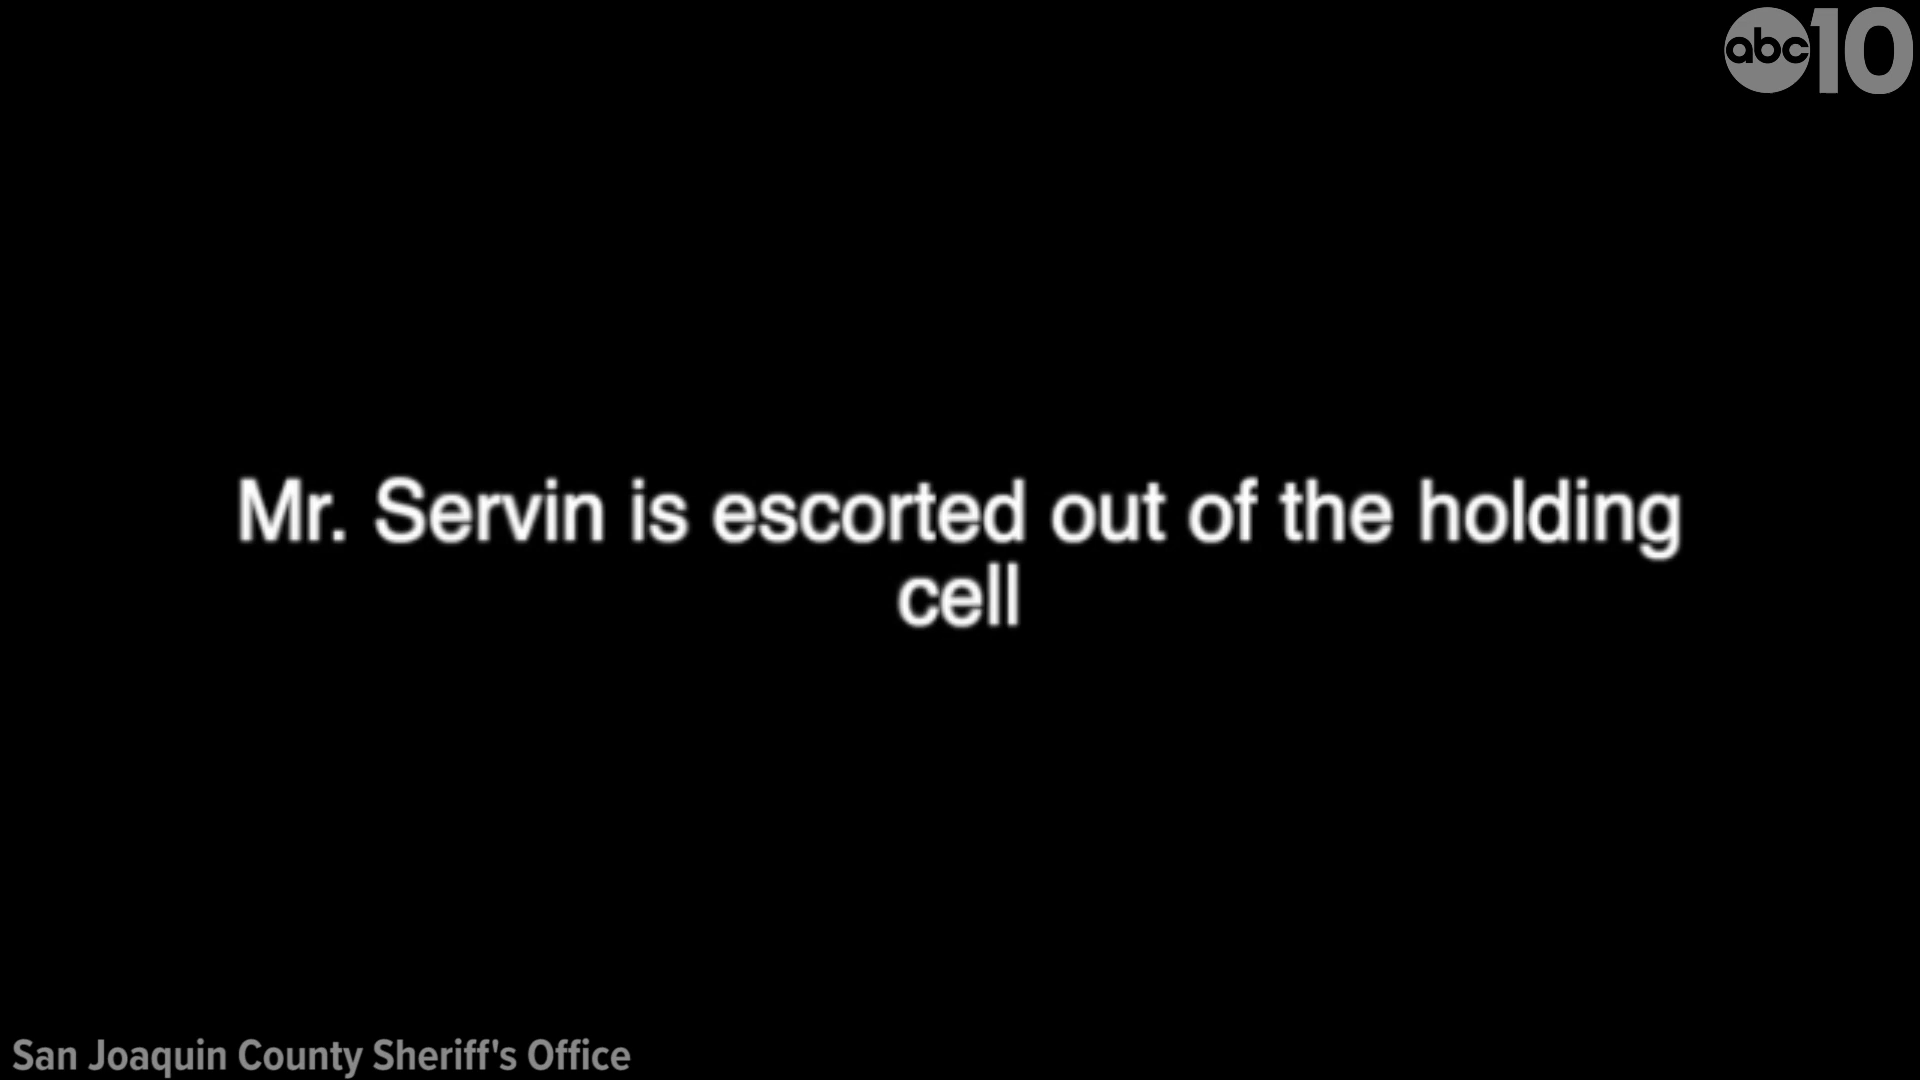 abc10
Mr. Servin is escorted out of the holding
cell
San Joaquin County Sheriff's Office